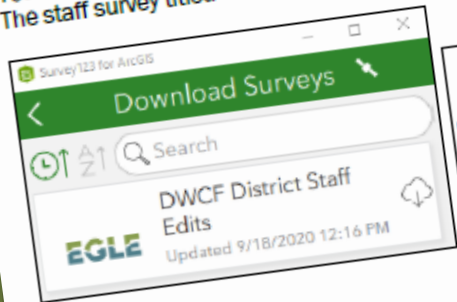 The staff survey titled
Survey123 for ArcGIS
Download Surveys
Search
DWCF District Staff
Edits
EGLE
Updated 9/18/2020 12:16 PM